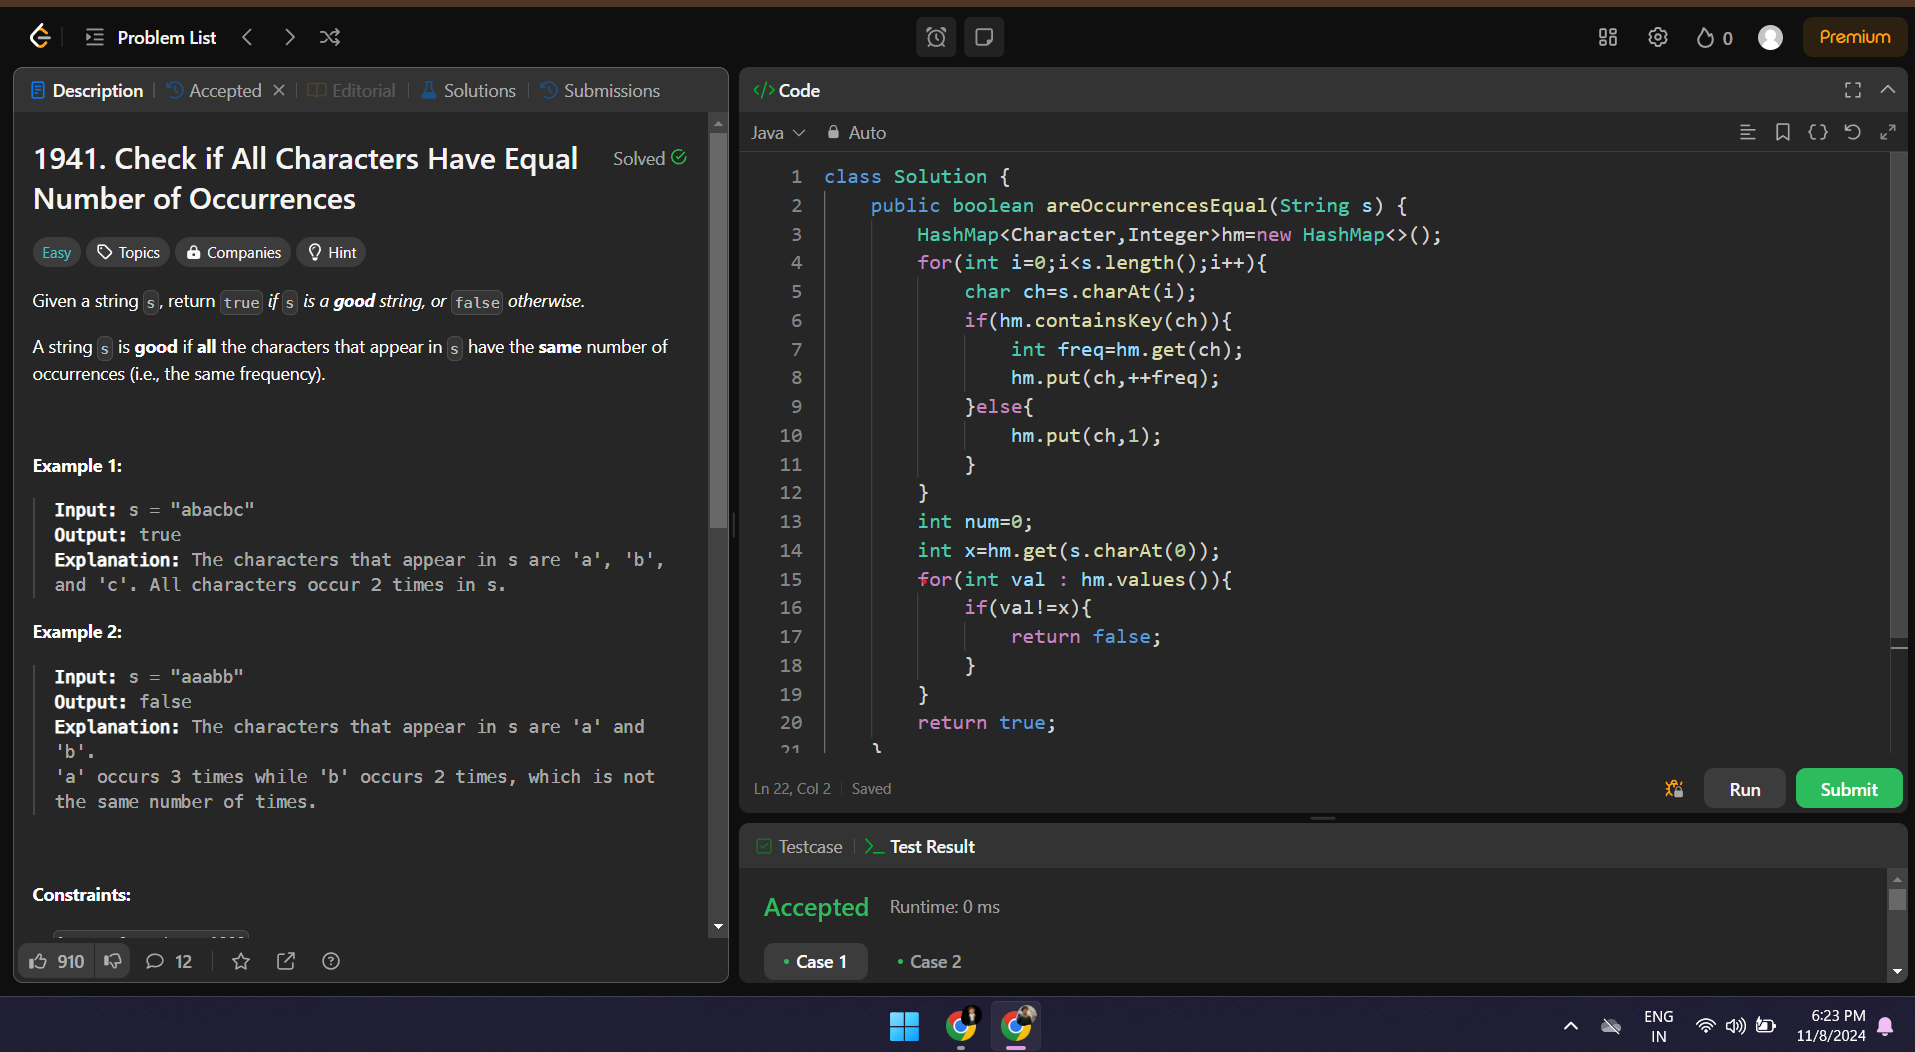 Problem List
0
Premium
Description
Accepted
Editorial
Solutions
Submissions
1941. Check if All Characters Have Equal
Number of Occurrences
Solved
Easy
Topics
Companies
Hint
Given a string s, return true if s is a good string, or false otherwise.
A string s is good if all the characters that appear in s have the same number of
occurrences (i.e., the same frequency).
Example 1:
Input: s = "abacbc"
Output: true
Explanation: The characters that appear in s are 'a', 'b',
and 'c'. All characters occur 2 times in s.
Example 2:
Input: s = "aaabb"
Output: false
Explanation: The characters that appear in s are 'a' and
'b'.
'a' occurs 3 times while 'b' occurs 2 times, which is not
the same number of times.
Constraints:
910
12
</> Code
Java
Auto
1 class Solution {
2 public boolean areOccurrencesEqual(String s) {
3 HashMap<Character,Integer>hm=new HashMap<>();
4 for(int i=0;i<s.length();i++){
5 char ch=s.charAt(i);
6 if(hm.containsKey(ch)){
7 int freq=hm.get(ch);
8 hm.put(ch,++freq);
9 }else{
10 hm.put(ch,1);
11 }
12 }
13 int num=0;
14 int x=hm.get(s.charAt(0));
15 for(int val : hm.values()){
16 if(val!=x){
17 return false;
18 }
19 }
20 return true;
21 }
Ln 22, Col 2
Saved
Run
Submit
Testcase
>_ Test Result
Accepted
Runtime: 0 ms
Case 1
Case 2
ENG
IN
6:23 PM
11/8/2024